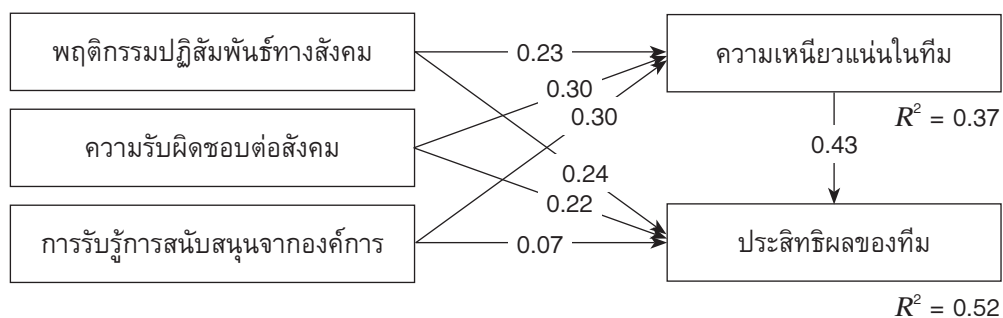 พฤติกรรมปฏิสัมพันธ์ทางสังคม
0.23
ความเหนียวแน่นในทีม
0.30
R² = 0.37
0.30
ความรับผิดชอบต่อสังคม
0.43
0.24
0.22
การรับรู้การสนับสนุนจากองค์การ
0.07
ประสิทธิผลของทีม
R² = 0.52